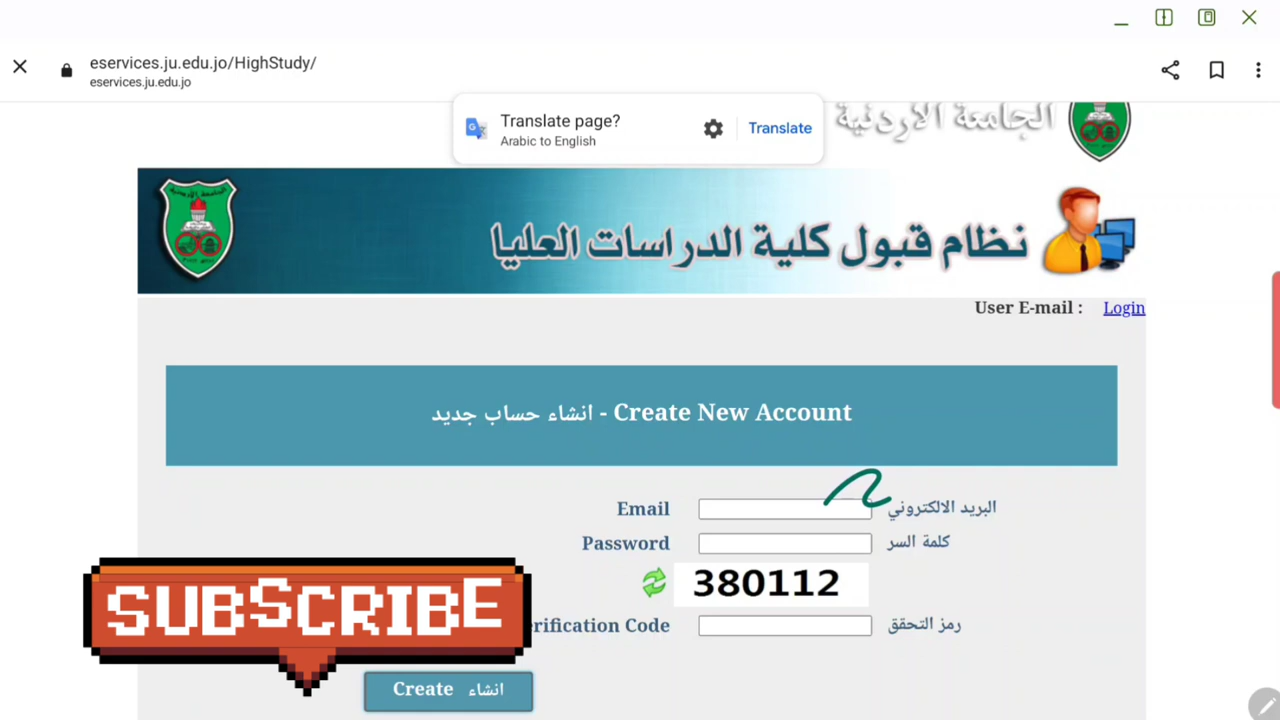 eservices.ju.edu.jo/HighStudy/
eservices.ju.edu.jo
Translate page?
Arabic to English
Translate
الجامعة الاردنية
نظام قبول كلية الدراسات العليا
User E-mail : Login
Create New Account - انشاء حساب جديد
Email البريد الالكتروني
Password كلمة السر
380112
erification Code رمز التحقق
SUBSCRIBE
Create انشاء